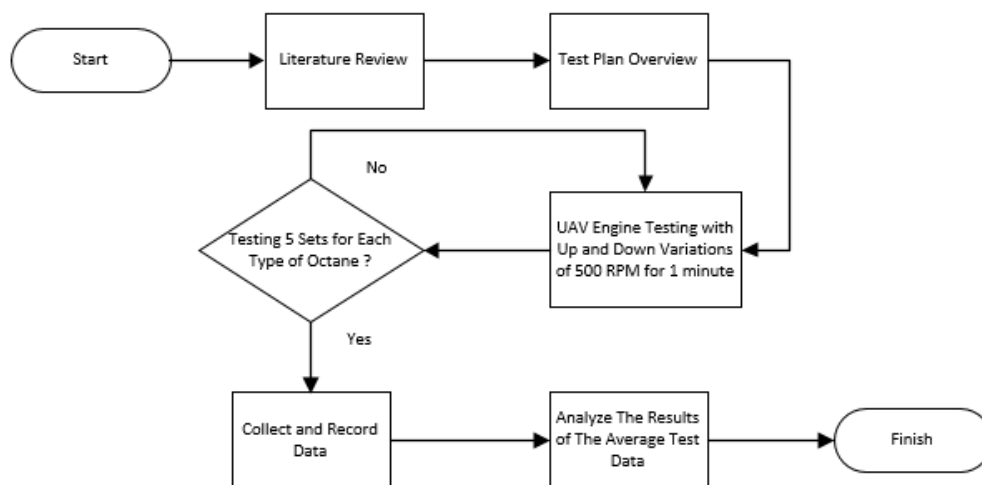 Start
Literature Review
Test Plan Overview
No
Testing 5 Sets for Each
Type of Octane ?
UAV Engine Testing with
Up and Down Variations
of 500 RPM for 1 minute
Yes
Collect and Record
Data
Analyze The Results
of The Average Test
Data
Finish